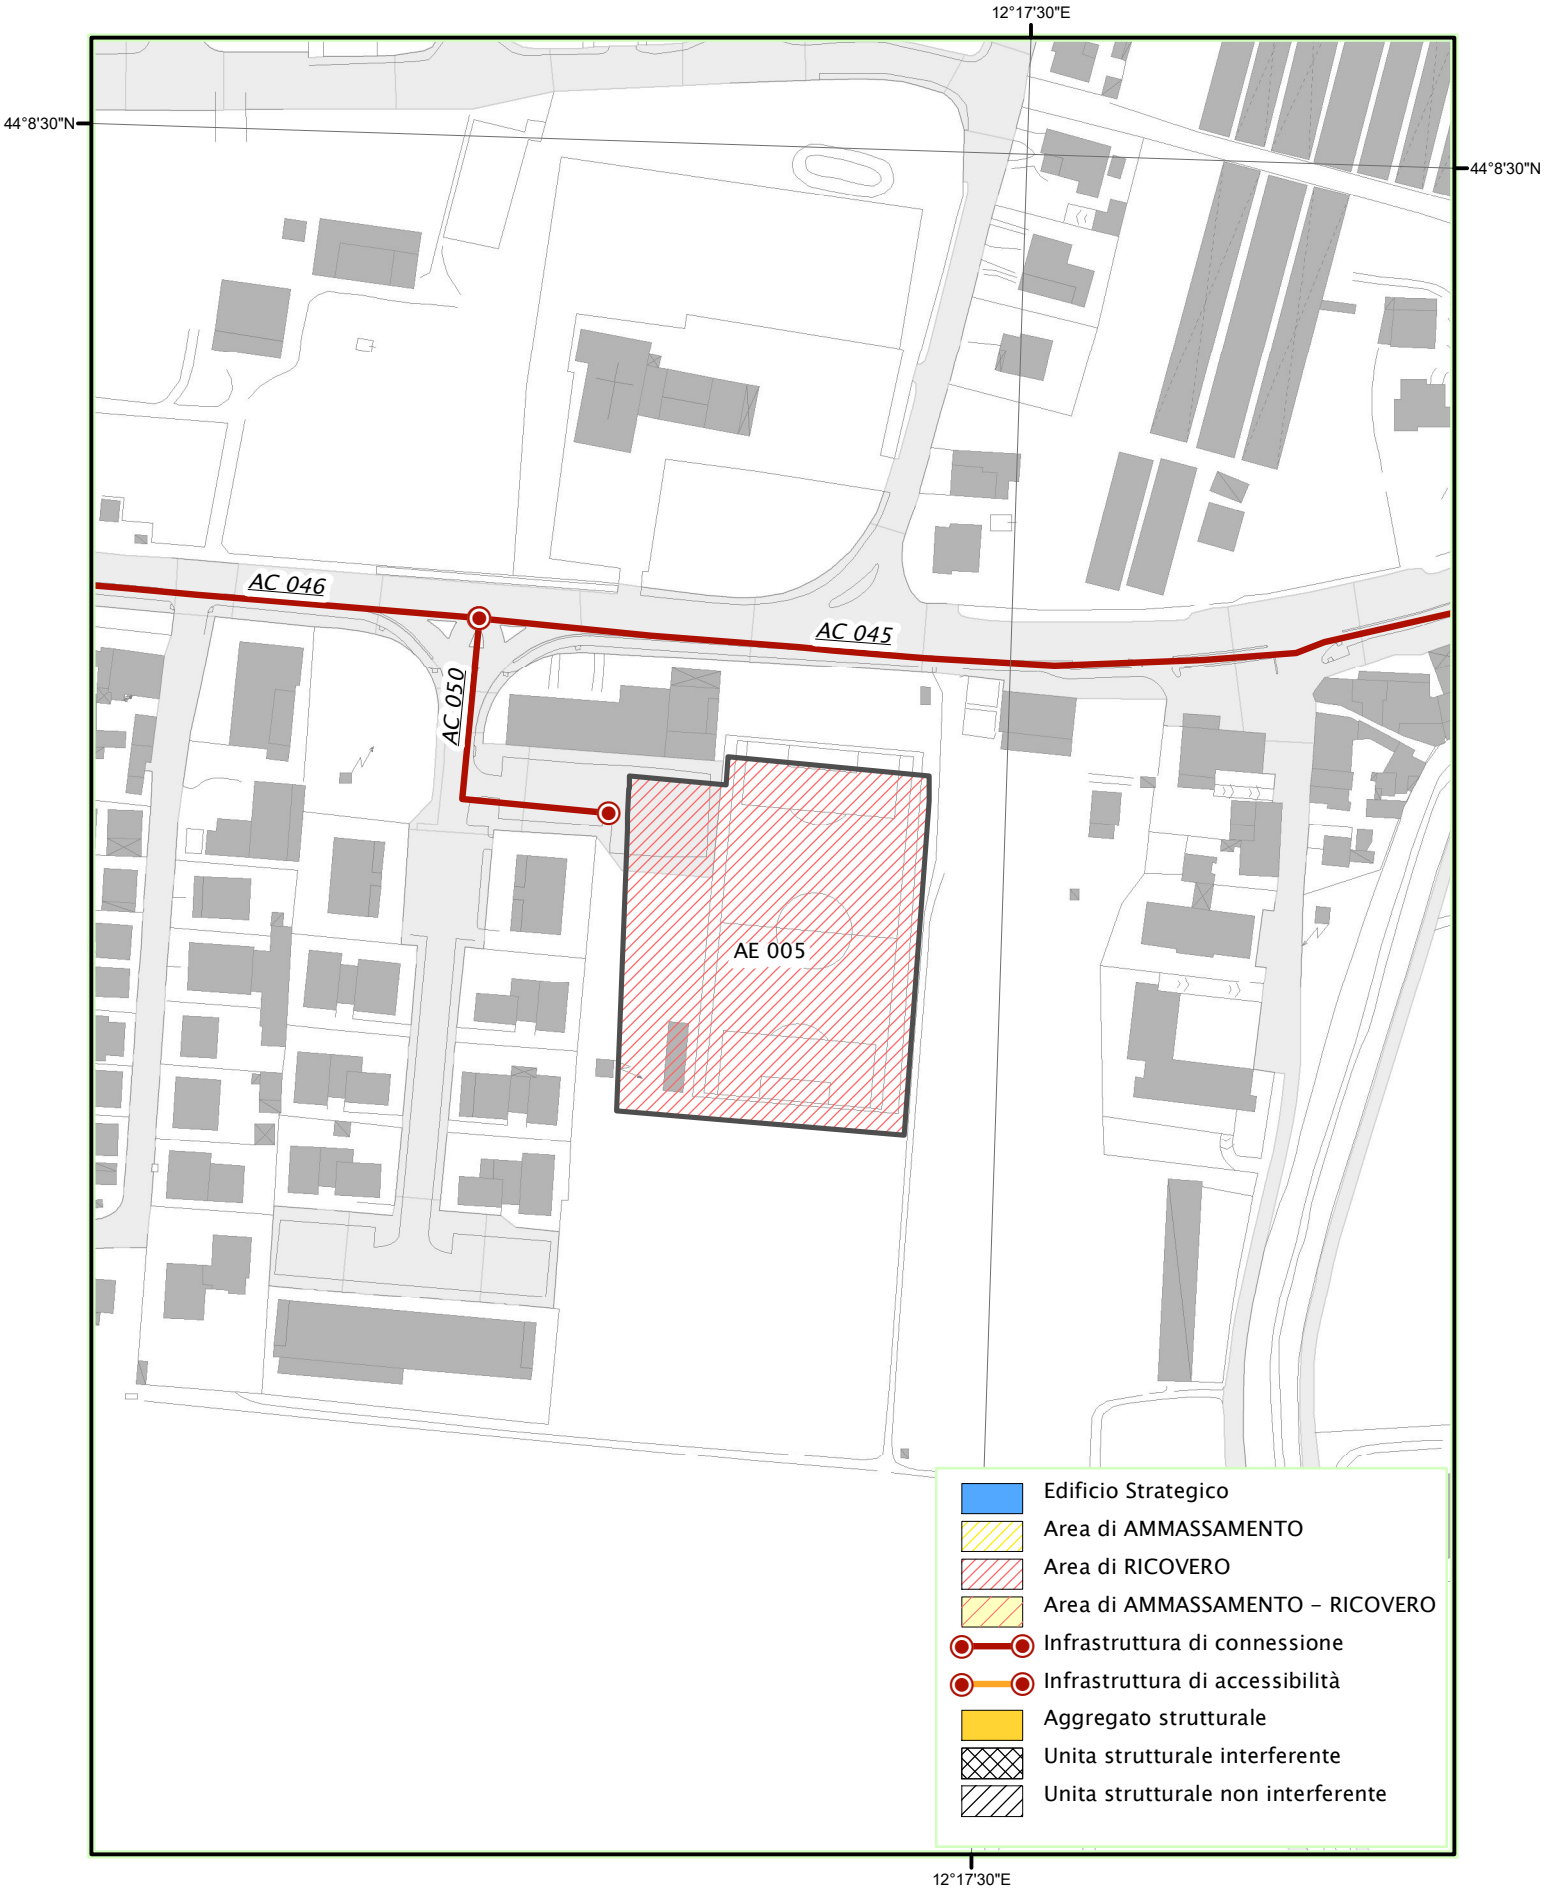 12°17'30"E
44°8'30"N
44°8'30"N
AC 046
AC 045
AC 050
AE 005
Edificio Strategico
Area di AMMASSAMENTO
Area di RICOVERO
Area di AMMASSAMENTO - RICOVERO
Infrastruttura di connessione
Infrastruttura di accessibilità
Aggregato strutturale
Unita strutturale interferente
Unita strutturale non interferente
12°17'30"E